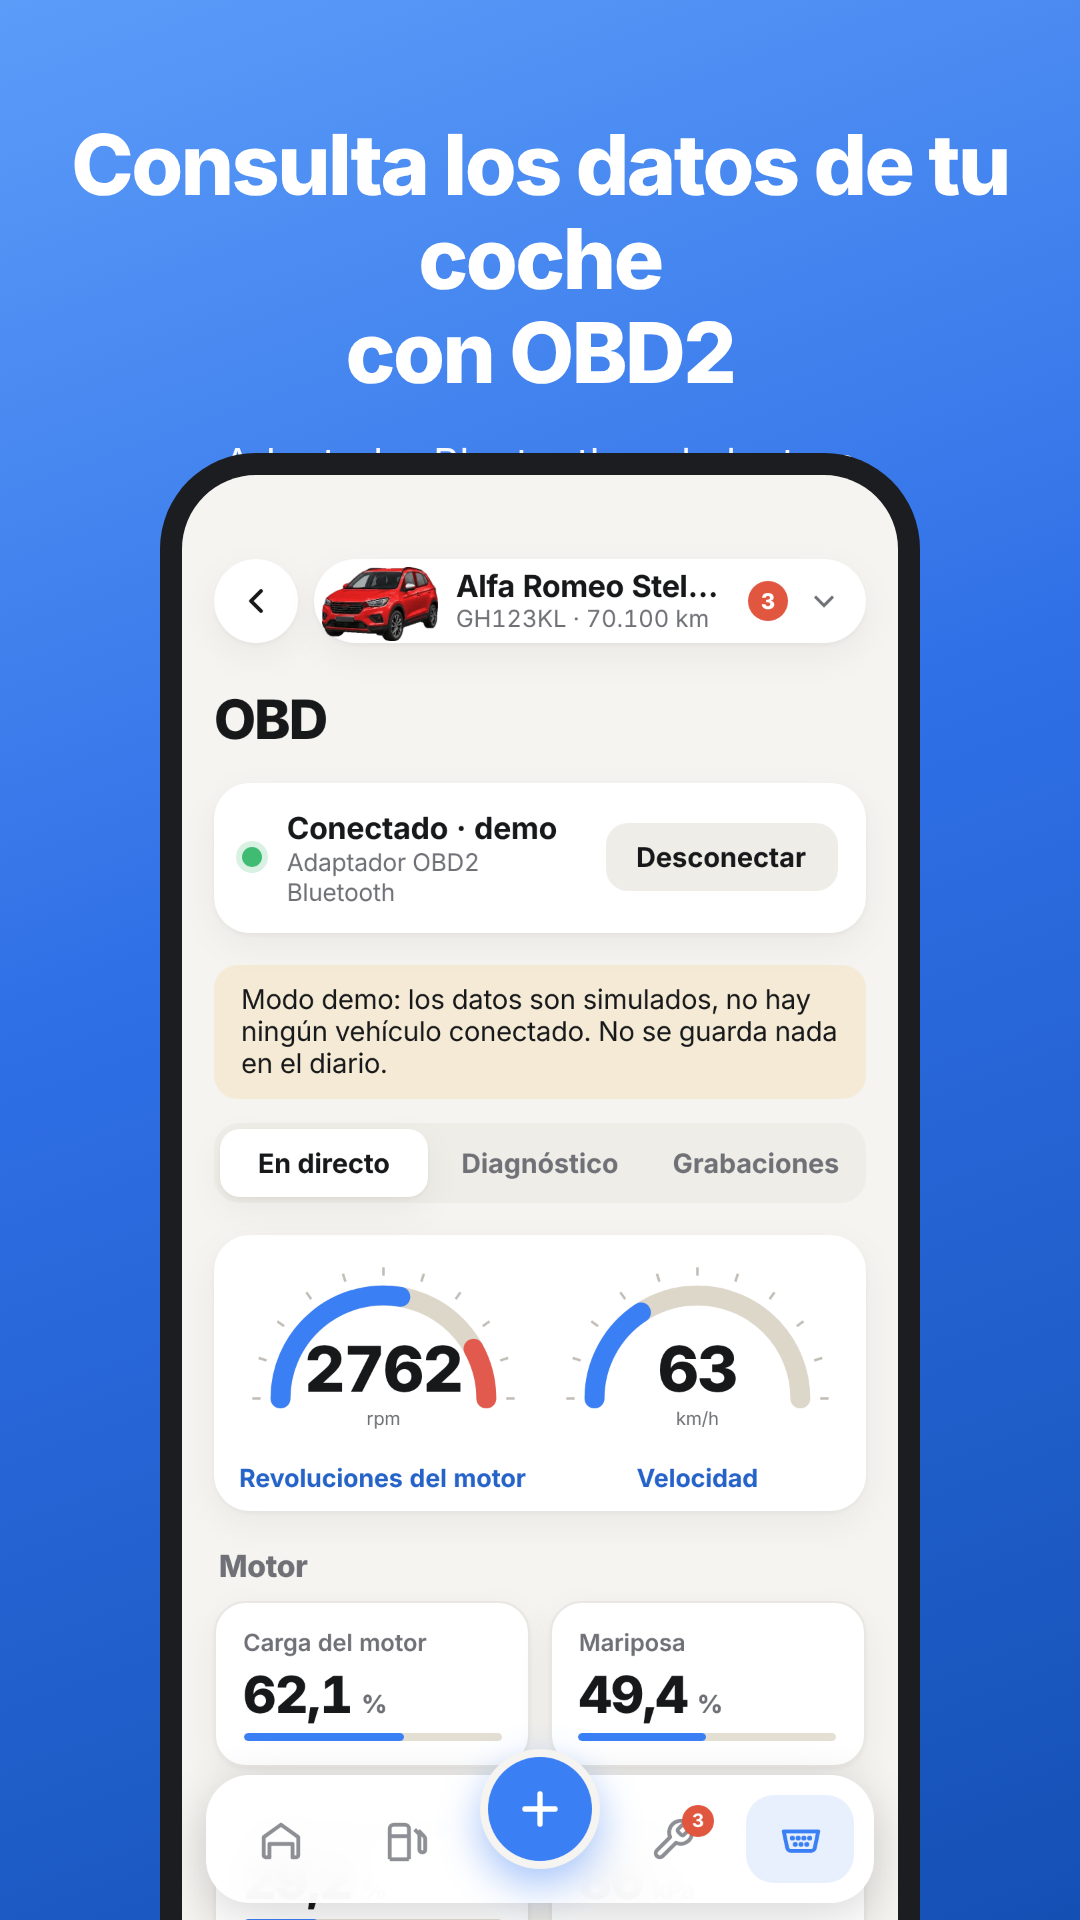 Consulta los datos de tu
coche
con OBD2
Alfa Romeo Stel...
GH123KL · 70.100 km
3
OBD
Conectado · demo
Adaptador OBD2
Bluetooth
Desconectar
Modo demo: los datos son simulados, no hay
ningún vehículo conectado. No se guarda nada
en el diario.
En directo
Diagnóstico
Grabaciones
2762
rpm
Revoluciones del motor
63
km/h
Velocidad
Motor
Carga del motor
62,1 %
Mariposa
49,4 %
3